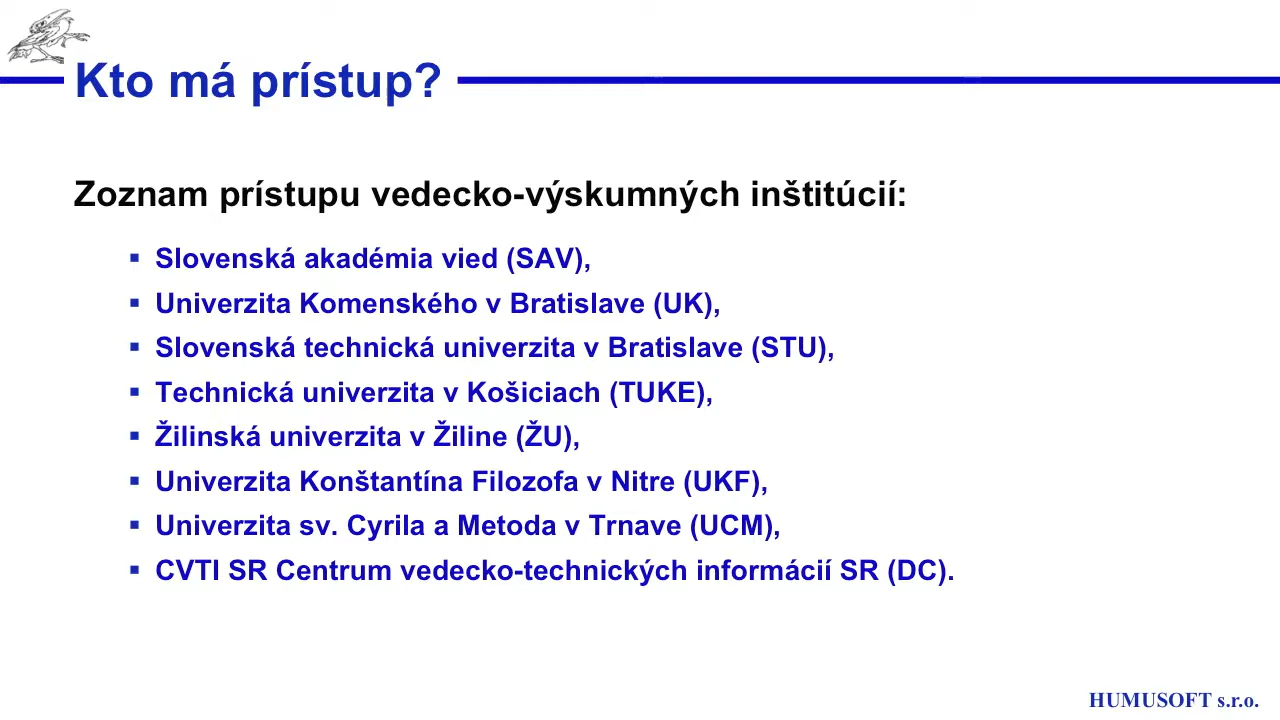 Kto má prístup?
Zoznam prístupu vedecko-výskumných inštitúcií:
▪ Slovenská akadémia vied (SAV),
▪ Univerzita Komenského v Bratislave (UK),
▪ Slovenská technická univerzita v Bratislave (STU),
▪ Technická univerzita v Košiciach (TUKE),
▪ Žilinská univerzita v Žiline (ŽU),
▪ Univerzita Konštantína Filozofa v Nitre (UKF),
▪ Univerzita sv. Cyrila a Metoda v Trnave (UCM),
▪ CVTI SR Centrum vedecko-technických informácií SR (DC).
HUMUSOFT s.r.o.